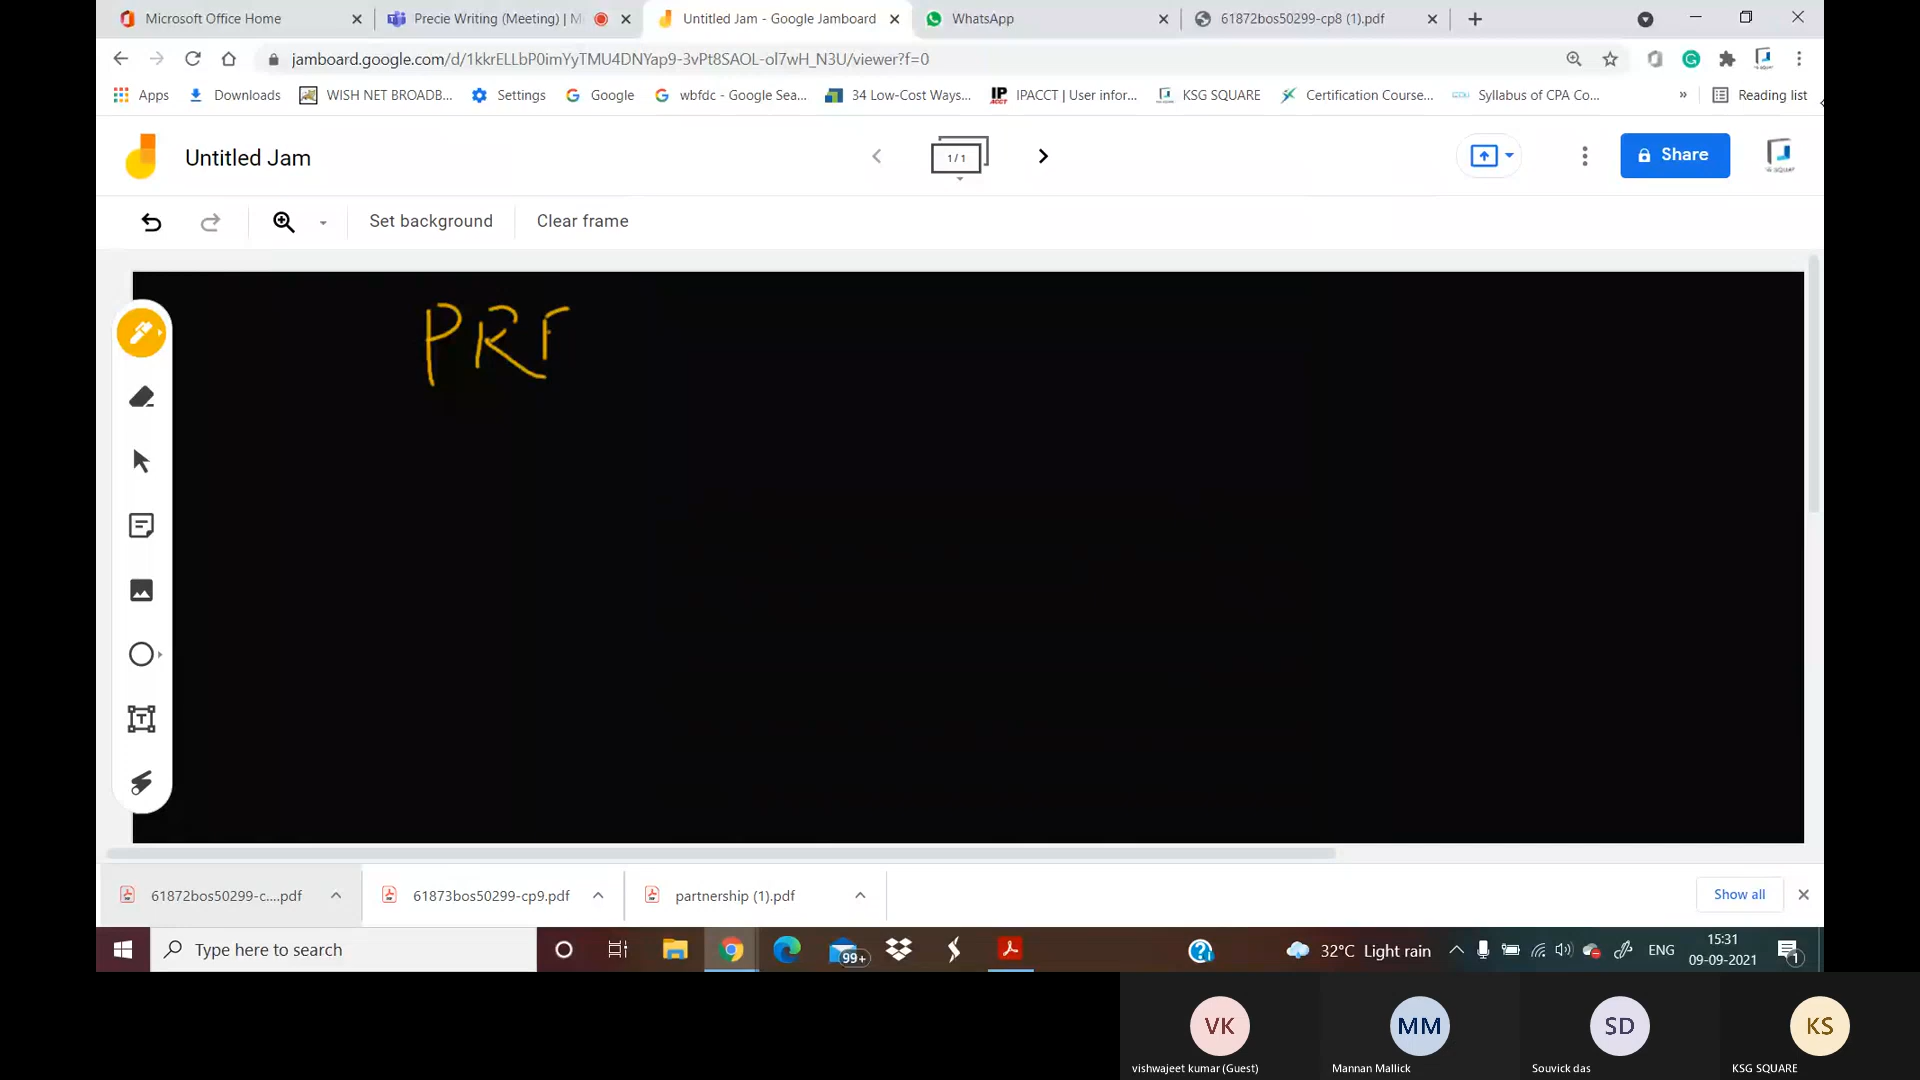 Microsoft Office Home
Precie Writing (Meeting) | M
Untitled Jam - Google Jamboard
WhatsApp
61872bos50299-cp8 (1).pdf
jamboard.google.com/d/1kkrELLbP0imYyTMU4DNYap9-3vPt8SAOL-ol7wH_N3U/viewer?f=0
Apps
Downloads
WISH NET BROADB...
Settings
Google
wbfdc - Google Sea...
34 Low-Cost Ways...
IPACCT | User infor...
KSG SQUARE
Certification Course...
Syllabus of CPA Co...
»
Reading list
Untitled Jam
1 / 1
Share
Set background
Clear frame
PRF
61872bos50299-c....pdf
61873bos50299-cp9.pdf
partnership (1).pdf
Show all
Type here to search
99+
32°C Light rain
ENG
15:31
09-09-2021
1
VK
MM
SD
KS
vishwajeet kumar (Guest)
Mannan Mallick
Souvick das
KSG SQUARE